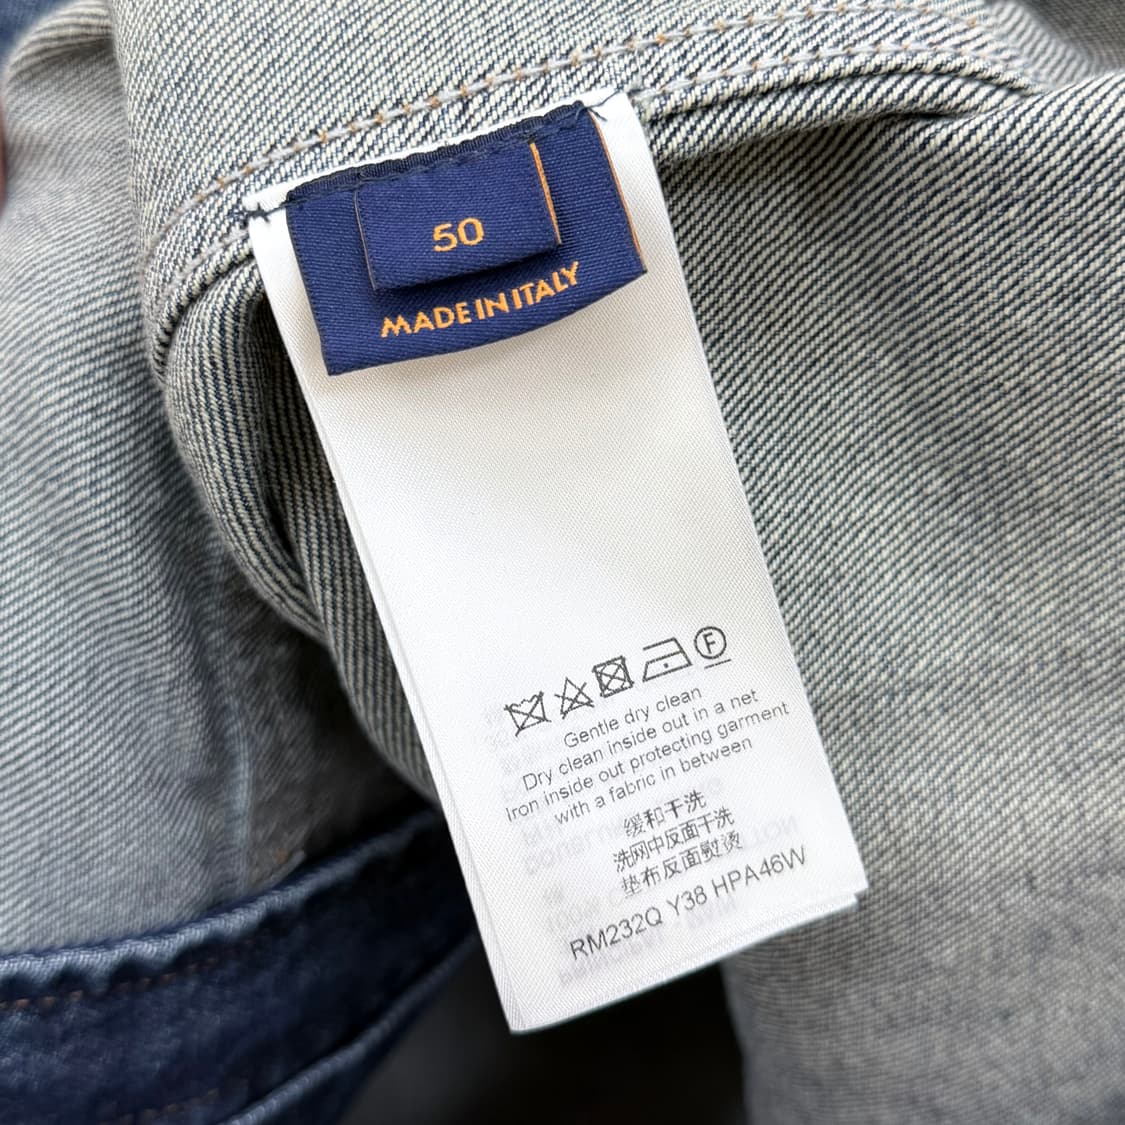 50
MADE IN ITALY
F
Gentle dry clean
Dry clean inside out in a net
Iron inside out protecting garment
with a fabric in between
缓和干洗
洗网中反面干洗
垫布反面熨烫
RM232Q Y38 HPA46W